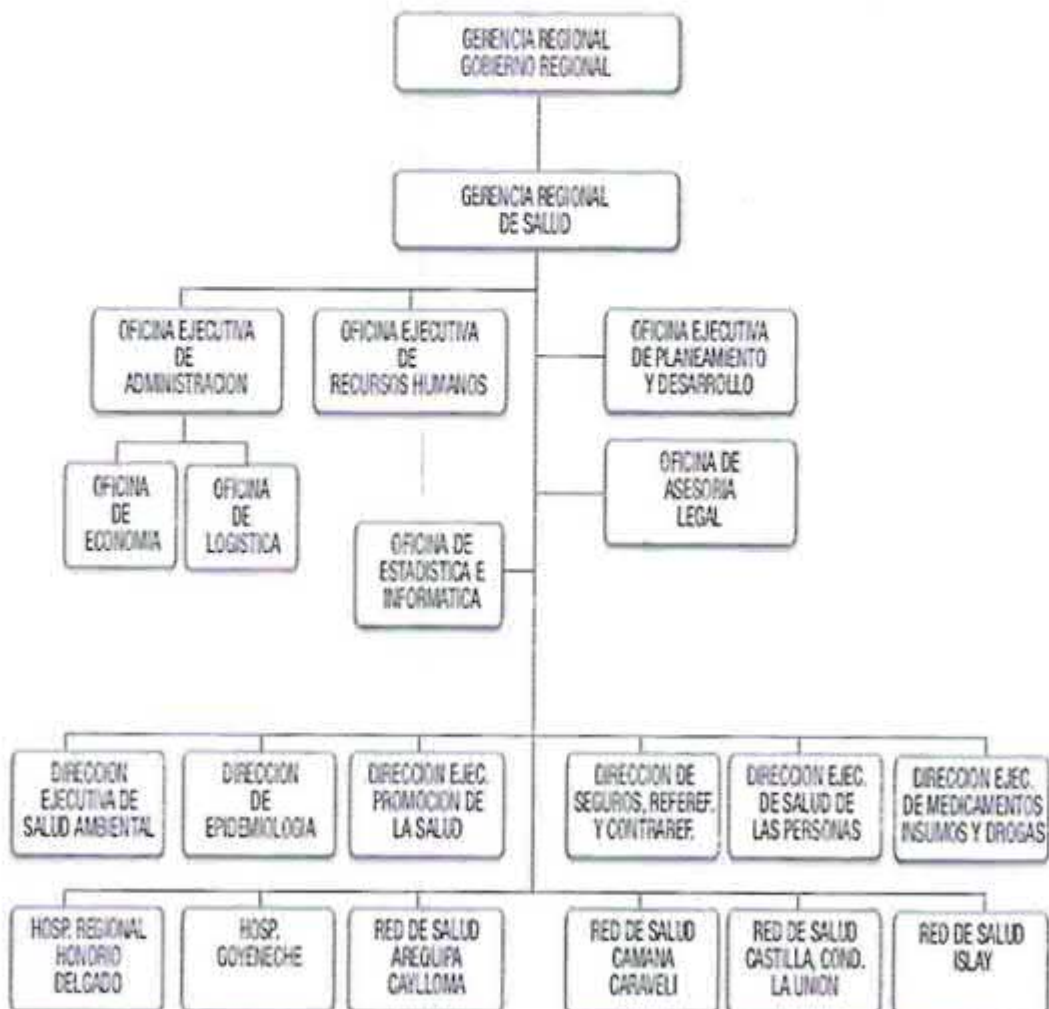 GERENCIA REGIONAL
GOBIERNO REGIONAL
GERENCIA REGIONAL
DE SALUD
OFICINA EJECUTIVA
DE
ADMINISTRACION
OFICINA EJECUTIVA
DE
RECURSOS HUMANOS
OFICINA EJECUTIVA
DE PLANEAMIENTO
Y DESARROLLO
OFICINA
DE
ECONOMIA
OFICINA
DE
LOGISTICA
OFICINA DE
ASESORIA
LEGAL
OFICINA DE
ESTADISTICA E
INFORMATICA
DIRECCION
EJECUTIVA DE
SALUD AMBIENTAL
DIRECCION
DE
EPIDEMIOLOGIA
DIRECCION EJEC.
PROMOCION DE
LA SALUD
DIRECCION DE
SEGUROS, REFEREF.
Y CONTRAREF.
DIRECCION EJEC.
DE SALUD DE
LAS PERSONAS
DIRECCION EJEC.
DE MEDICAMENTOS
INSUMOS Y DROGAS
HOSP. REGIONAL
HONORIO
DELGADO
HOSP.
GOYENECHE
RED DE SALUD
AREQUIPA
CAYLLOMA
RED DE SALUD
CAMANA
CARAVELI
RED DE SALUD
CASTILLA, COND.
LA UNION
RED DE SALUD
ISLAY